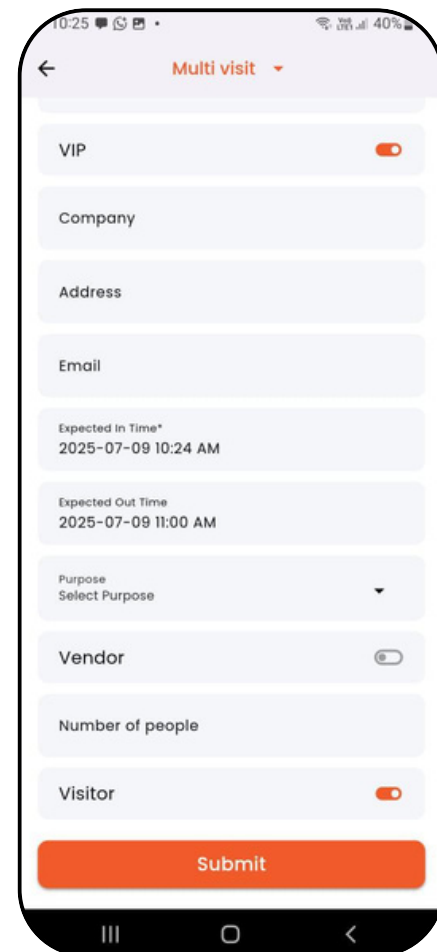 10:25
40%
Multi visit
VIP
Company
Address
Email
Expected In Time*
2025-07-09 10:24 AM
Expected Out Time
2025-07-09 11:00 AM
Purpose
Select Purpose
Vendor
Number of people
Visitor
Submit